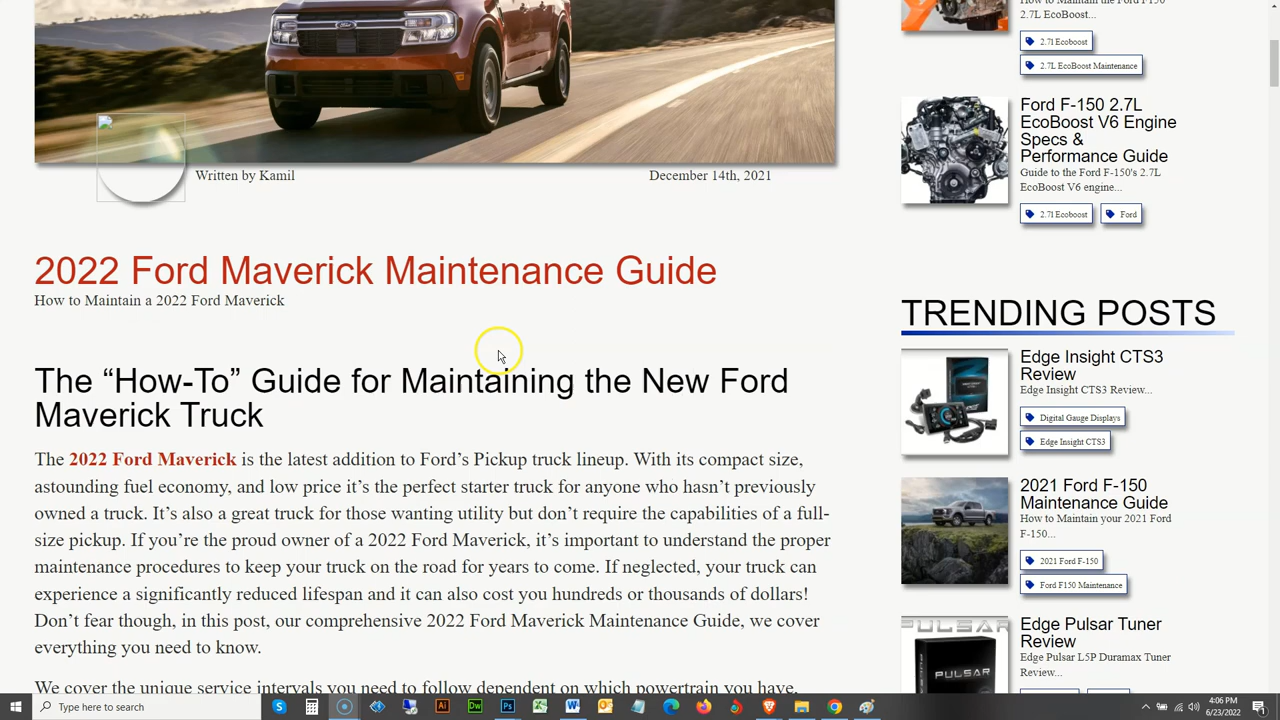 How to Maintain the Ford F150
2.7L EcoBoost...
2.7l Ecoboost
2.7L EcoBoost Maintenance
Ford F-150 2.7L
EcoBoost V6 Engine
Specs &
Performance Guide
Guide to the Ford F-150's 2.7L
EcoBoost V6 engine...
2.7l Ecoboost
Ford
Written by Kamil
December 14th, 2021
2022 Ford Maverick Maintenance Guide
How to Maintain a 2022 Ford Maverick
The “How-To” Guide for Maintaining the New Ford
Maverick Truck
The 2022 Ford Maverick is the latest addition to Ford’s Pickup truck lineup. With its compact size,
astounding fuel economy, and low price it’s the perfect starter truck for anyone who hasn’t previously
owned a truck. It’s also a great truck for those wanting utility but don’t require the capabilities of a full-
size pickup. If you’re the proud owner of a 2022 Ford Maverick, it’s important to understand the proper
maintenance procedures to keep your truck on the road for years to come. If neglected, your truck can
experience a significantly reduced lifespan and it can also cost you hundreds or thousands of dollars!
Don’t fear though, in this post, our comprehensive 2022 Ford Maverick Maintenance Guide, we cover
everything you need to know.
We cover the unique service intervals you need to follow dependent on which powertrain you have.
TRENDING POSTS
Edge Insight CTS3
Review
Edge Insight CTS3 Review...
Digital Gauge Displays
Edge Insight CTS3
2021 Ford F-150
Maintenance Guide
How to Maintain your 2021 Ford
F-150...
2021 Ford F-150
Ford F150 Maintenance
PULSAR
PULSAR
Edge Pulsar Tuner
Review
Edge Pulsar L5P Duramax Tuner
Review...
Type here to search
4:06 PM
6/23/2022